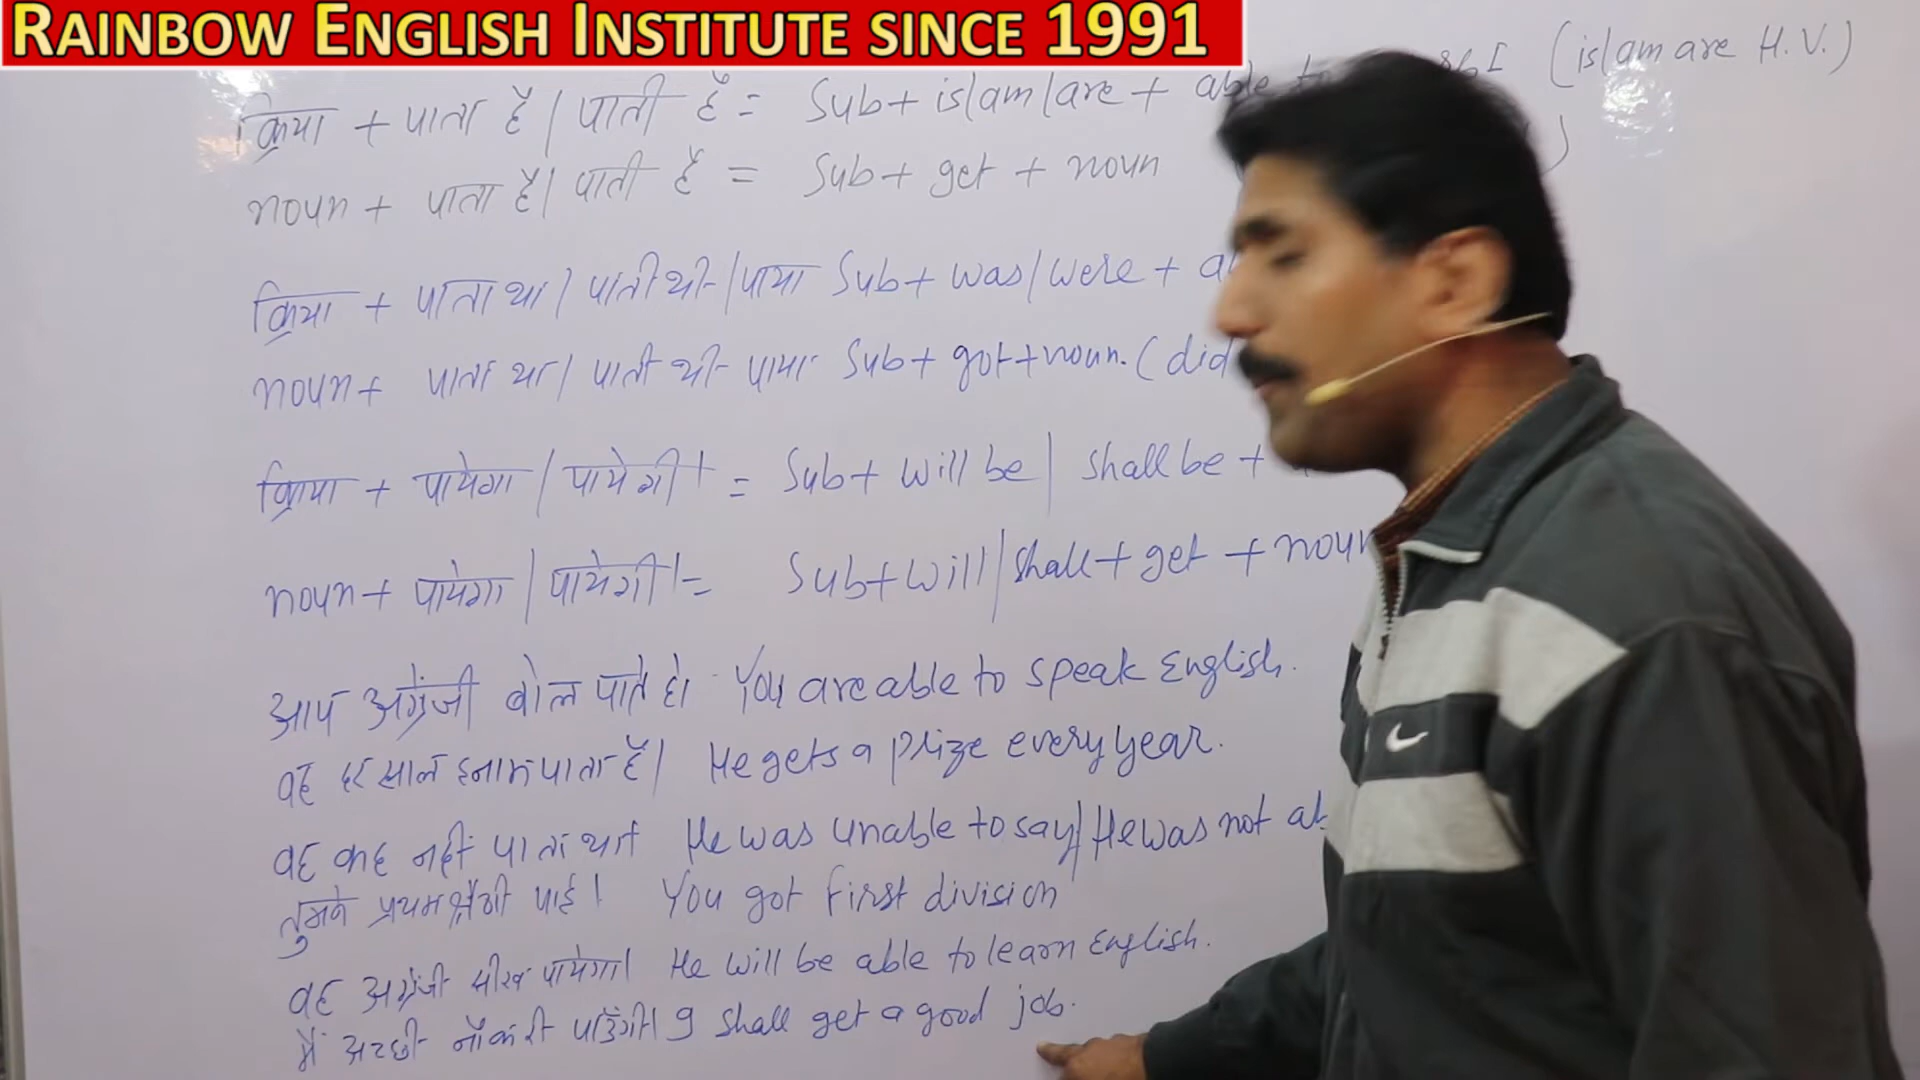 RAINBOW ENGLISH INSTITUTE SINCE 1991
क्रिया + पाता है / पाती है = Sub + is/am/are + able to (is/am are H.V.)
noun + पाता है / पाती है = Sub + get + noun )
क्रिया + पाता था / पाती थी / पाया Sub + was/were +
noun + पाता था / पाती थी पाया Sub + got + noun. (did
क्रिया + पायेगा / पायेगी = Sub + will be / shall be +
noun + पायेगा / पायेगी = Sub + will / shall + get + noun
आप अंग्रेजी बोल पाते हो You are able to speak English.
वह हर साल इनाम पाता है। He gets a prize every year.
वह कह नहीं पाता था He was unable to say / He was not ab
तुमने प्रथम श्रेणी पाई। You got first division
वह अंग्रेजी सीख पायेगा। He will be able to learn English.
मैं अच्छी नौकरी पाऊँगी। I shall get a good job.